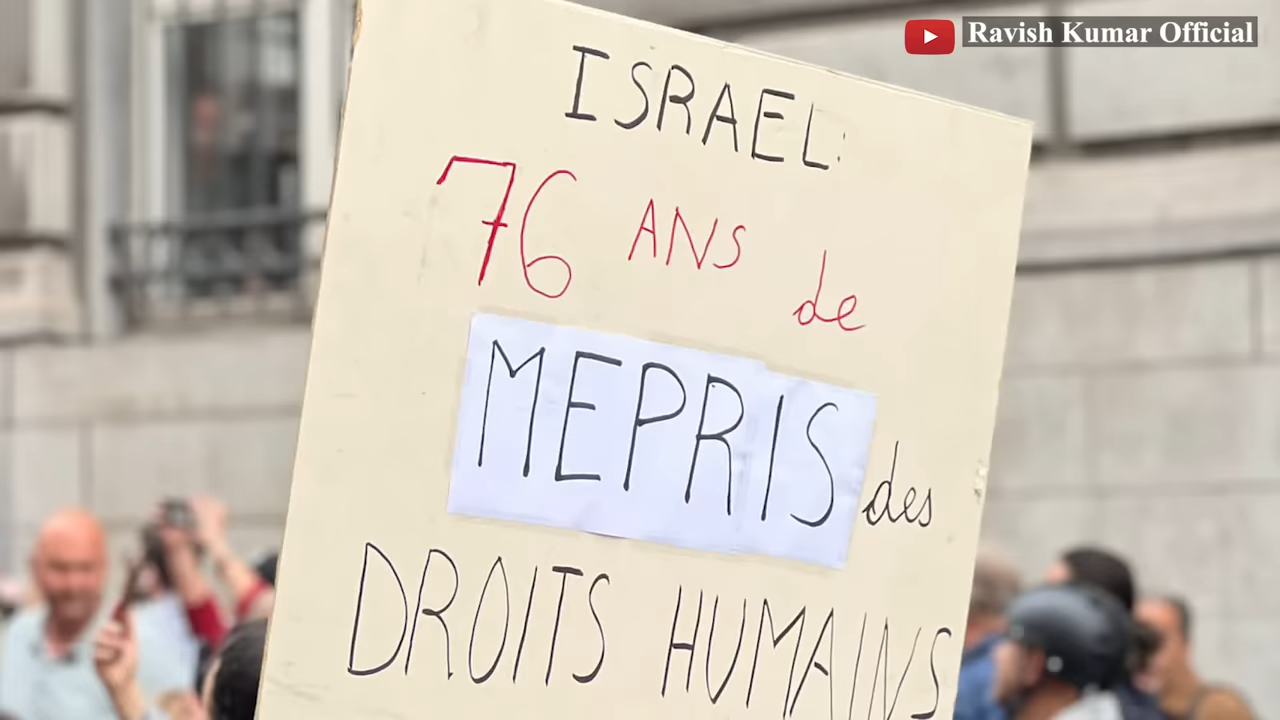 Ravish Kumar Official
ISRAEL:
76 ANS de
MEPRIS des
DROITS HUMAINS